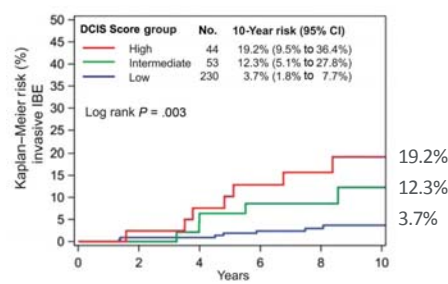 DCIS Score group No. 10-Year risk (95% CI)
High 44 19.2% (9.5% to 36.4%)
Intermediate 53 12.3% (5.1% to 27.8%)
Low 230 3.7% (1.8% to 7.7%)
Log rank P = .003
Kaplan–Meier risk (%)
invasive IBE
50
45
40
35
30
25
20
15
10
5
0
19.2%
12.3%
3.7%
0 2 4 6 8 10
Years